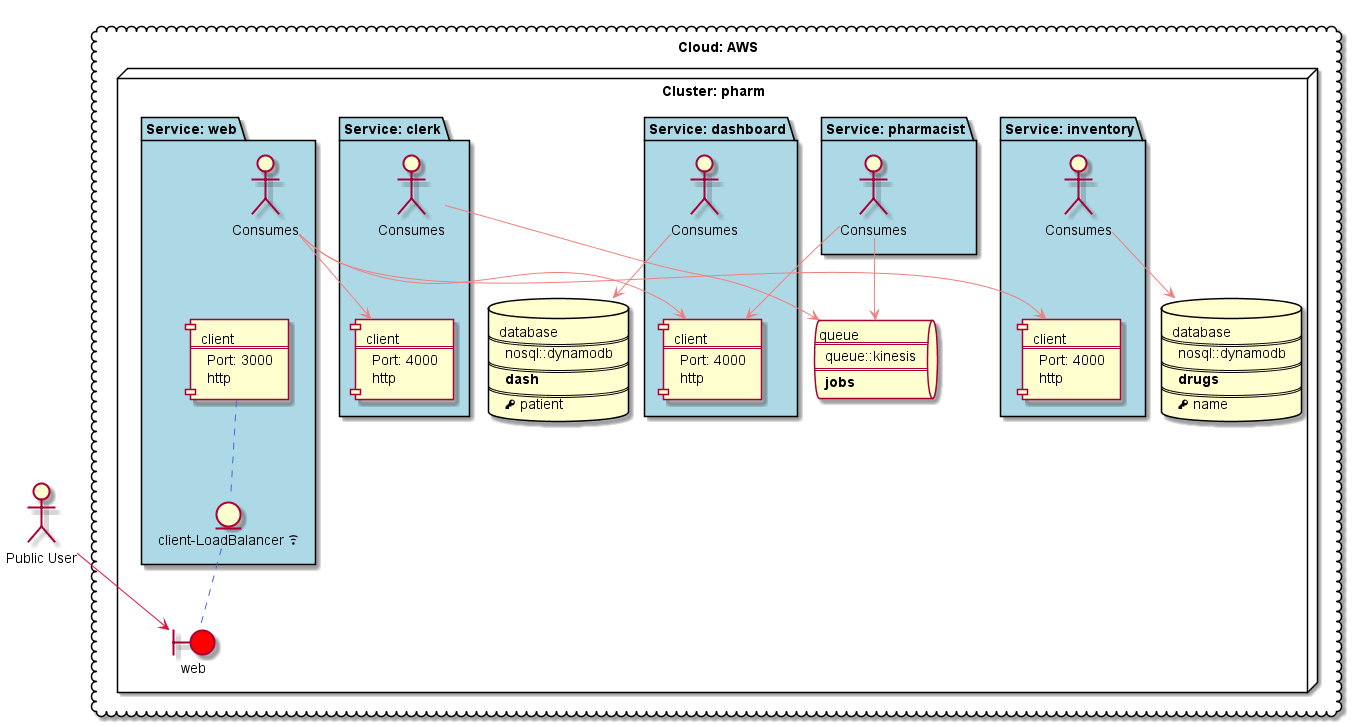 Cloud: AWS
Cluster: pharm
Service: web
Service: clerk
Service: dashboard
Service: pharmacist
Service: inventory
Consumes
Consumes
Consumes
Consumes
Consumes
client
Port: 3000
http
client
Port: 4000
http
database
nosql::dynamodb
dash
patient
client
Port: 4000
http
queue
queue::kinesis
jobs
client
Port: 4000
http
database
nosql::dynamodb
drugs
name
client-LoadBalancer
Public User
web